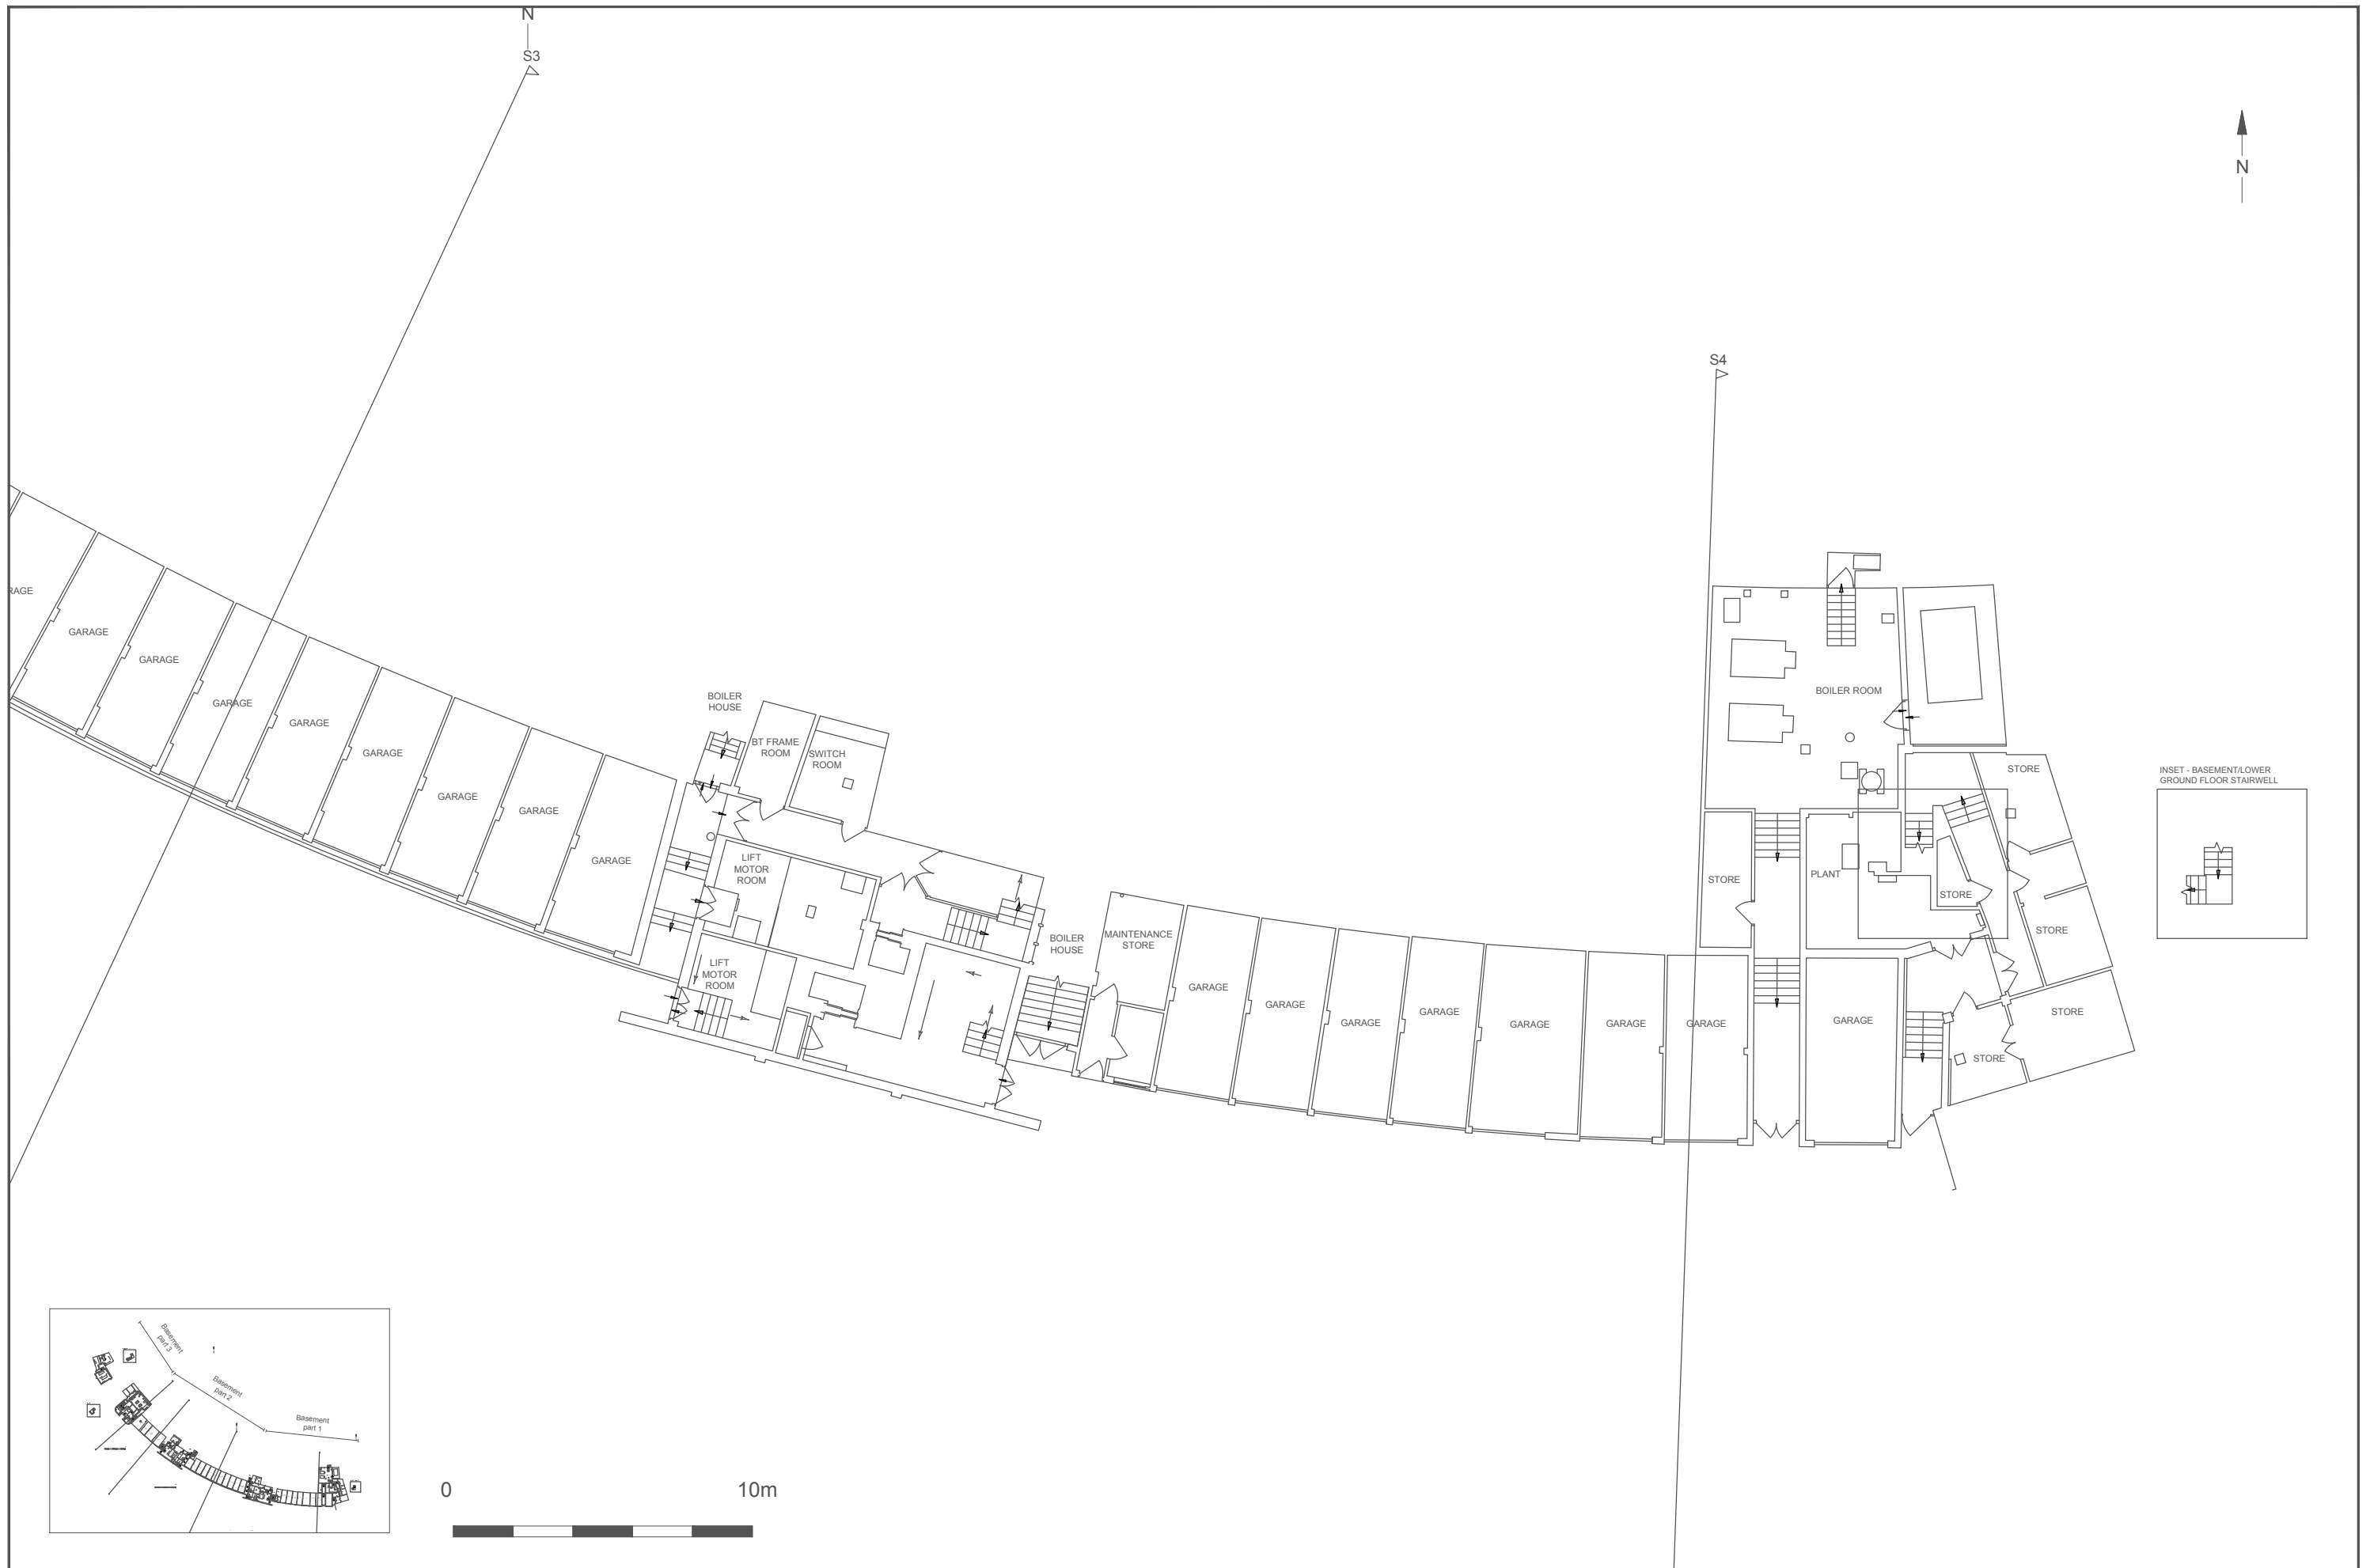 N
S3
N
S4
RAGE
GARAGE
GARAGE
GARAGE
GARAGE
GARAGE
GARAGE
GARAGE
GARAGE
BOILER
HOUSE
BT FRAME
ROOM
SWITCH
ROOM
LIFT
MOTOR
ROOM
LIFT
MOTOR
ROOM
BOILER
HOUSE
MAINTENANCE
STORE
GARAGE
GARAGE
GARAGE
GARAGE
GARAGE
GARAGE
GARAGE
BOILER ROOM
STORE
PLANT
STORE
STORE
STORE
GARAGE
STORE
STORE
INSET - BASEMENT/LOWER
GROUND FLOOR STAIRWELL
Basement
part 3
Basement
part 2
Basement
part 1
0
10m